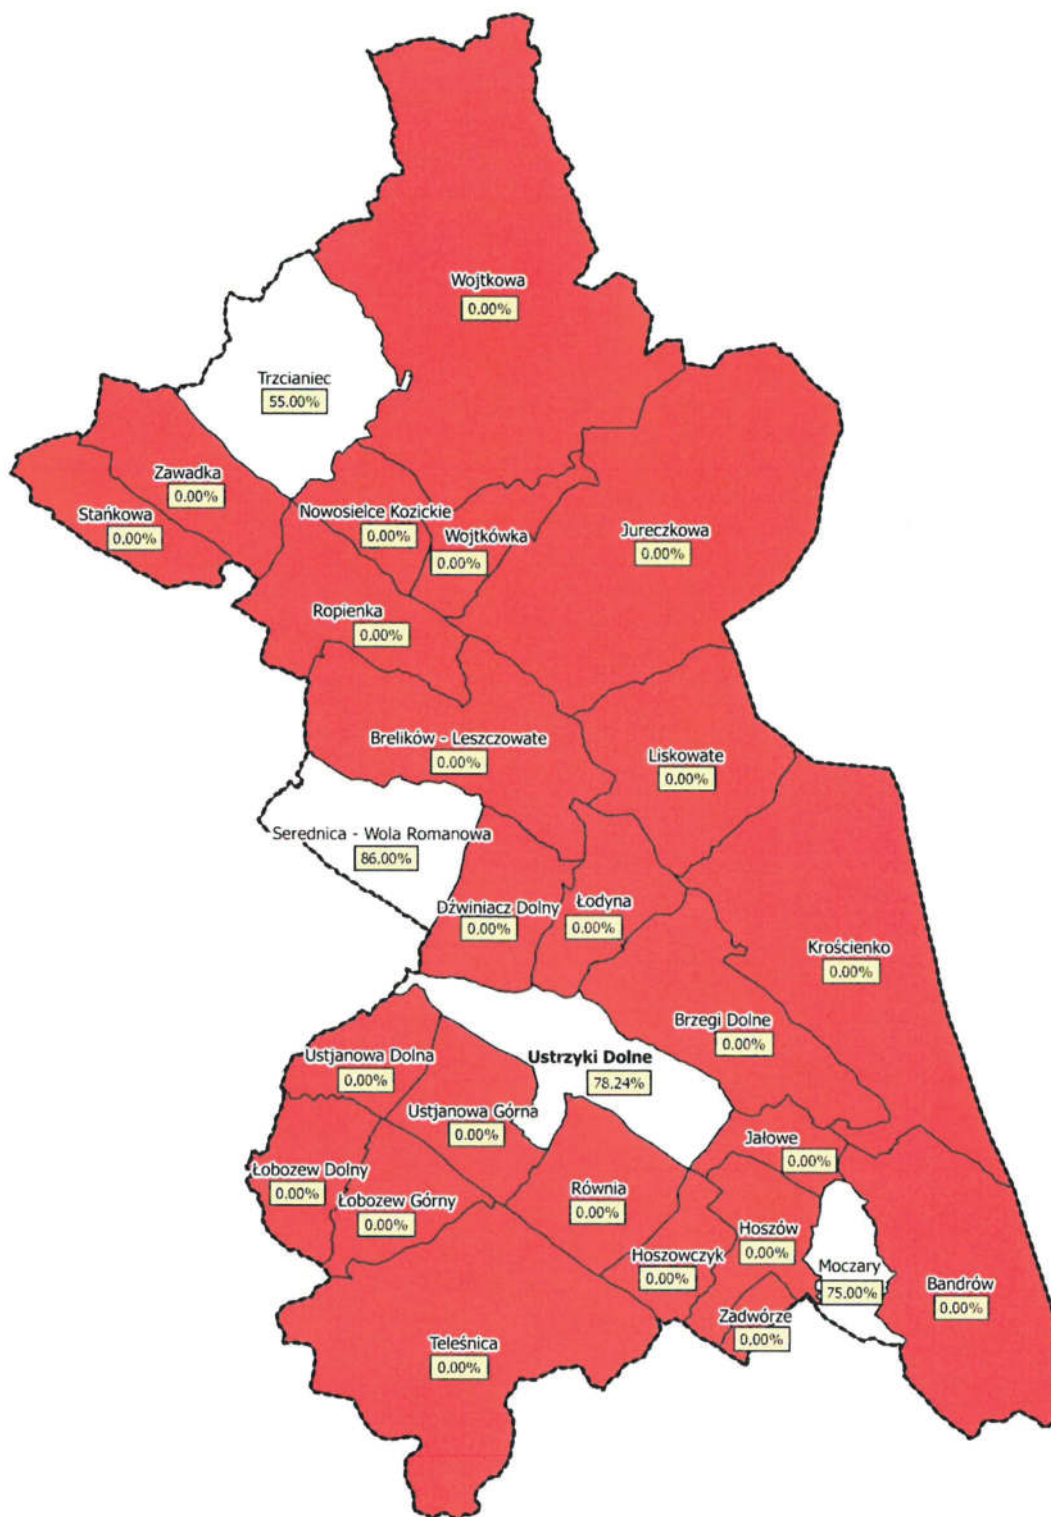 Wojtkowa
0.00%
Trzcianiec
55.00%
Zawadka
0.00%
Stańkowa
0.00%
Nowosielce Kozickie
0.00%
Wojtkówka
0.00%
Jureczkowa
0.00%
Ropienka
0.00%
Brelików - Leszczowate
0.00%
Liskowate
0.00%
Serednica - Wola Romanowa
86.00%
Dźwiniacz Dolny
0.00%
Łodyna
0.00%
Krościenko
0.00%
Brzegi Dolne
0.00%
Ustjanowa Dolna
0.00%
Ustrzyki Dolne
78.24%
Ustjanowa Górna
0.00%
Jałowe
0.00%
Łobozew Dolny
0.00%
Łobozew Górny
0.00%
Równia
0.00%
Hoszów
0.00%
Hoszowczyk
0.00%
Moczary
75.00%
Bandrów
0.00%
Zadwórze
0.00%
Teleśnica
0.00%